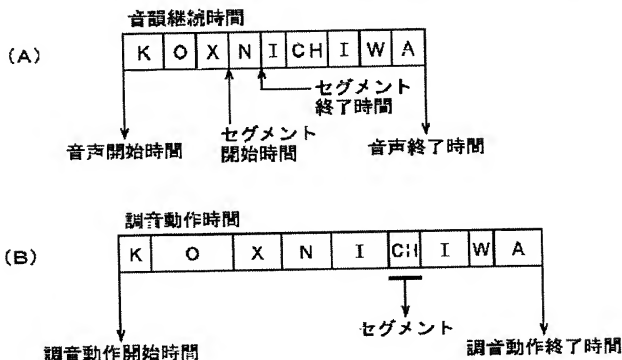 音韻継続時間
(A) K O X N I CH I W A
セグメント
終了時間
音声開始時間
セグメント
開始時間
音声終了時間
調音動作時間
(B) K O X N I CH I W A
セグメント
調音動作開始時間
調音動作終了時間